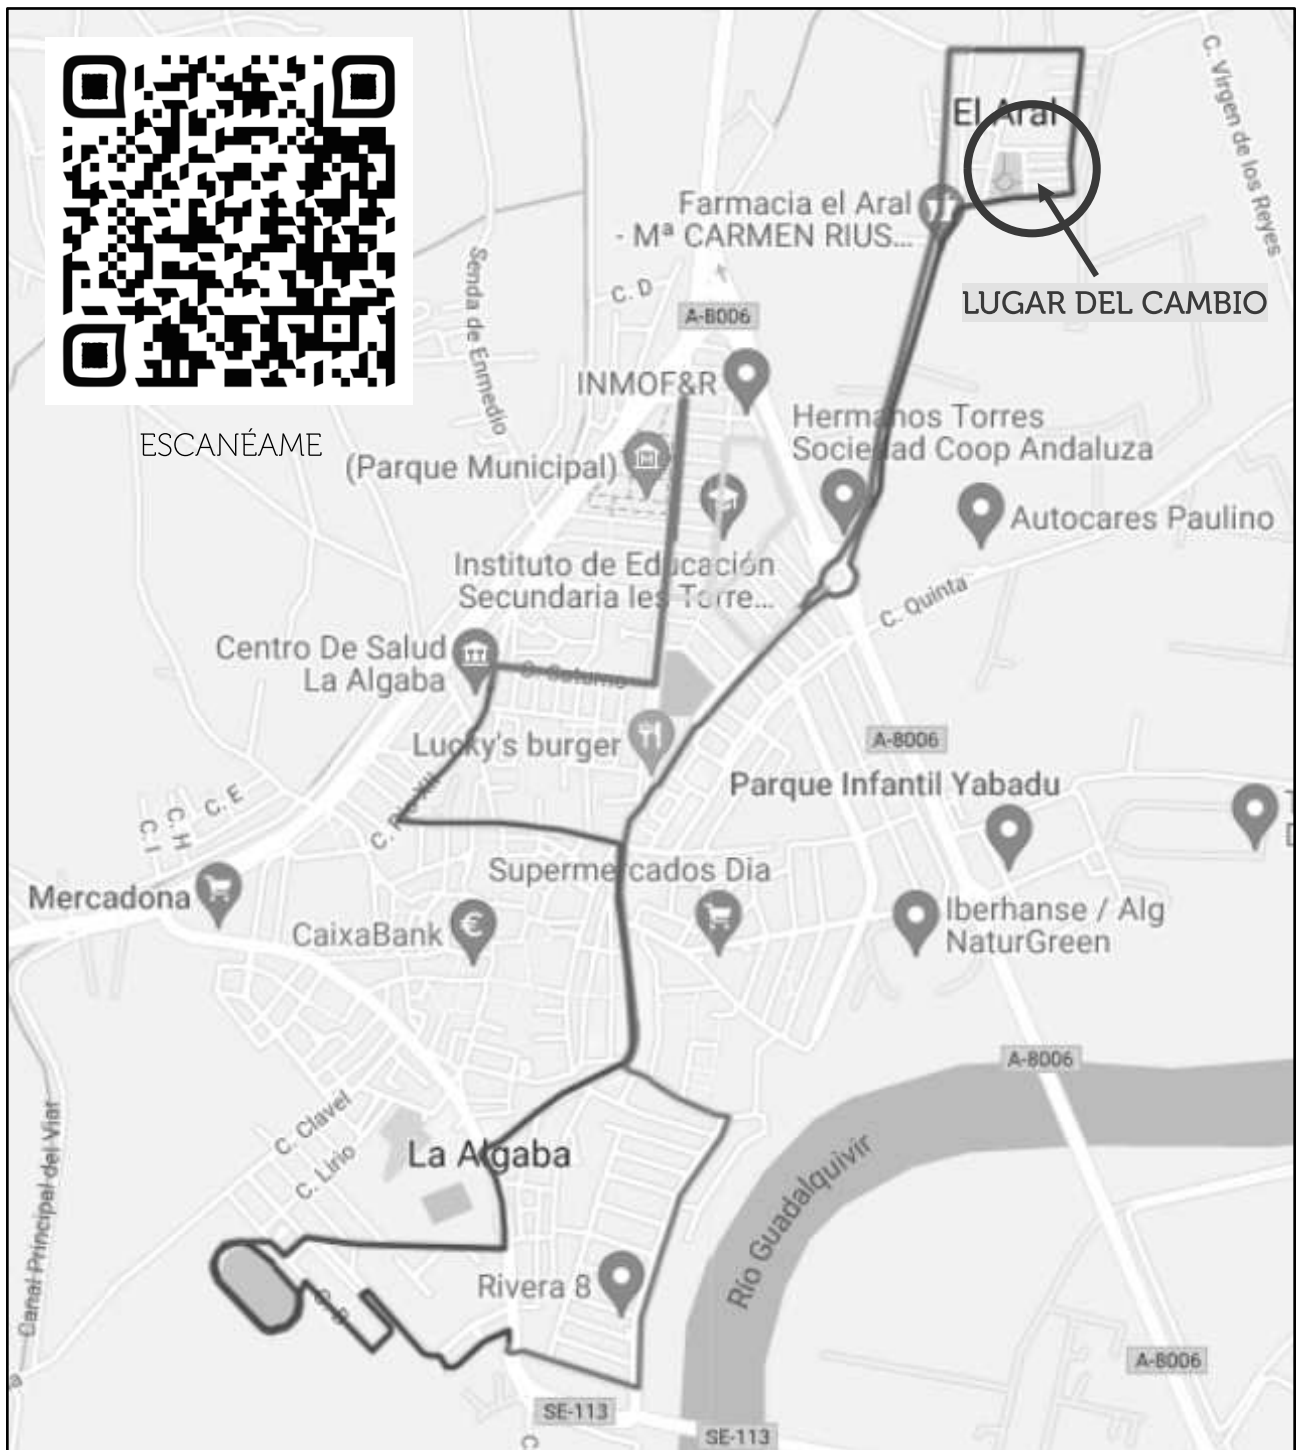 C. Virgen de los Reyes
El Aral
Farmacia el Aral
- Mª CARMEN RIUS...
LUGAR DEL CAMBIO
Senda de Enmedio
C. D
A-8006
INMOF&R
ESCANÉAME
(Parque Municipal)
Hermanos Torres
Sociedad Coop Andaluza
Autocares Paulino
Instituto de Educación
Secundaria Ies Torre...
C. Quinta
Centro De Salud
La Algaba
C. Saturno
Lucky's burger
A-8006
Parque Infantil Yabadu
C. E
C. H
C. I
C. Pío XII
Supermercados Dia
Mercadona
CaixaBank
Iberhanse / Alg
NaturGreen
A-8006
C. Clavel
C. Lirio
La Algaba
Río Guadalquivir
Canal Principal del Viar
Rivera 8
C. B
A-8006
SE-113
SE-113
C